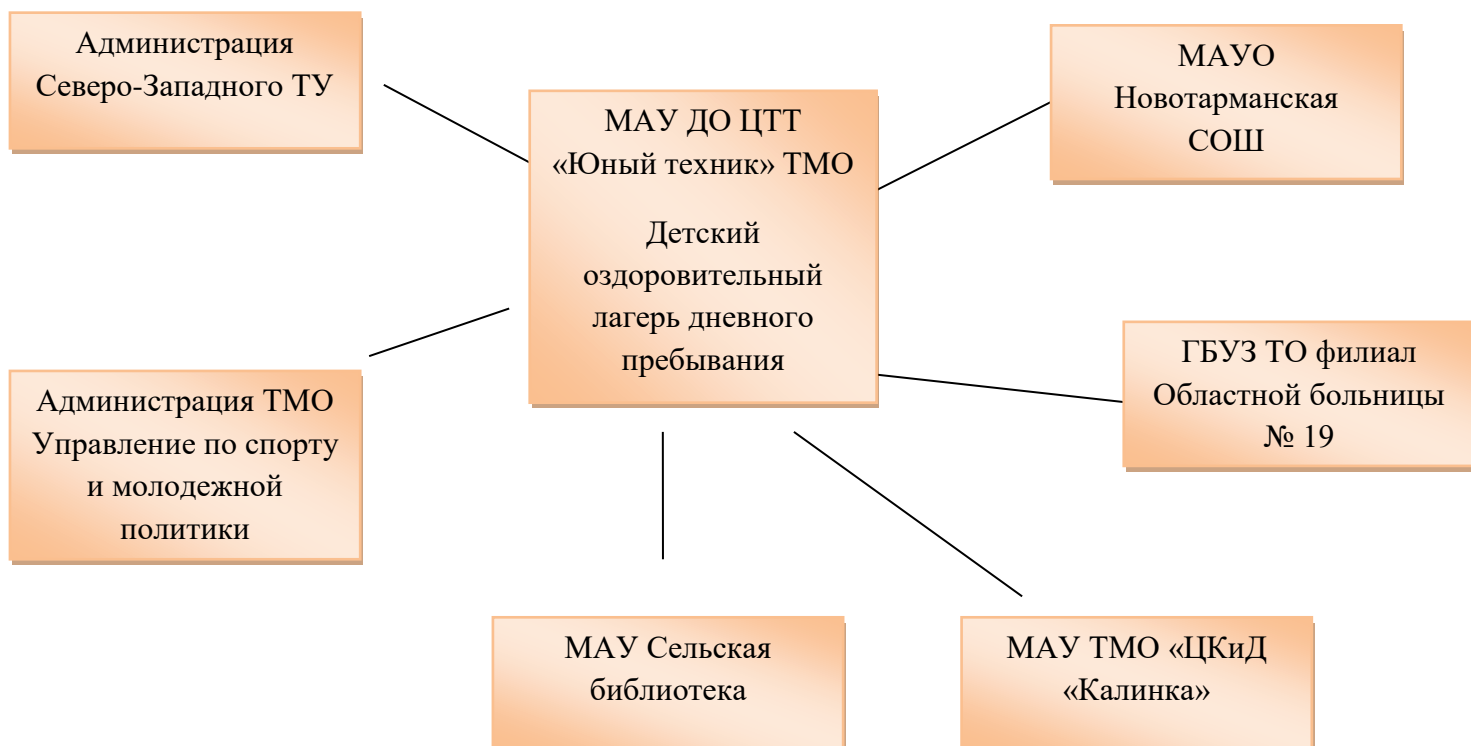 Администрация
Северо-Западного ТУ
МАУ ДО ЦТТ
«Юный техник» ТМО
Детский
оздоровительный
лагерь дневного
пребывания
МАУО
Новотарманская
СОШ
Администрация ТМО
Управление по спорту
и молодежной
политики
ГБУЗ ТО филиал
Областной больницы
№ 19
МАУ Сельская
библиотека
МАУ ТМО «ЦКиД
«Калинка»